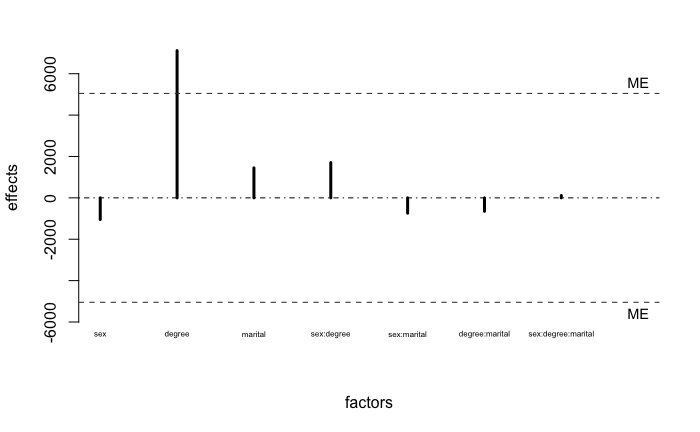 6000
2000
0
-2000
-6000
effects
ME
ME
sex
degree
marital
sex:degree
sex:marital
degree:marital
sex:degree:marital
factors